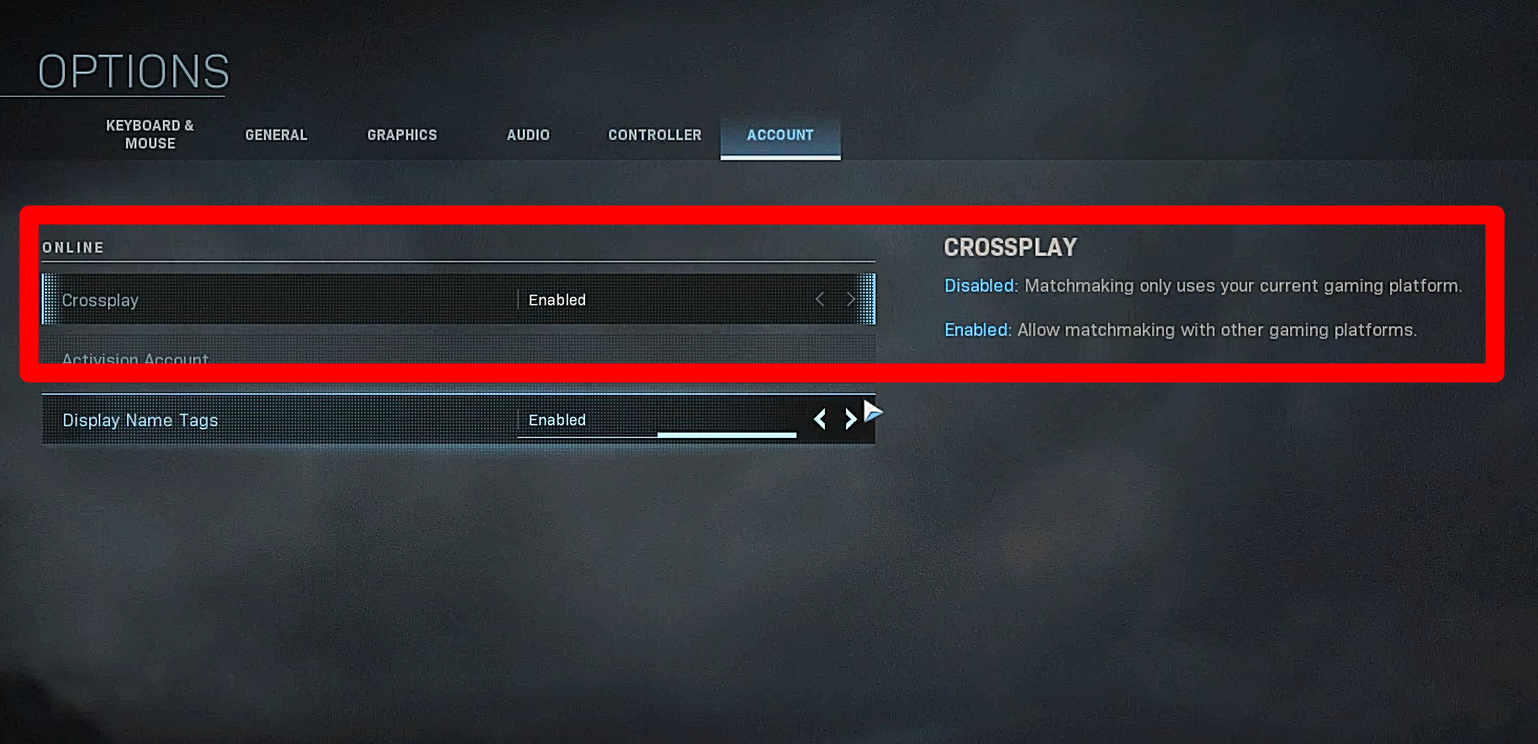 OPTIONS
KEYBOARD &
MOUSE
GENERAL
GRAPHICS
AUDIO
CONTROLLER
ACCOUNT
ONLINE
Crossplay
Enabled
Activision Account
Display Name Tags
Enabled
CROSSPLAY
Disabled: Matchmaking only uses your current gaming platform.
Enabled: Allow matchmaking with other gaming platforms.